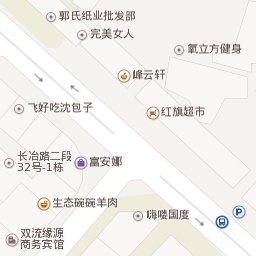 郭氏纸业批发部
完美女人
氧立方健身
峰云轩
红旗超市
飞好吃沈包子
长冶路二段
32号-1栋
富安娜
生态碗碗羊肉
嗨喽国度
P
双流缘源
商务宾馆